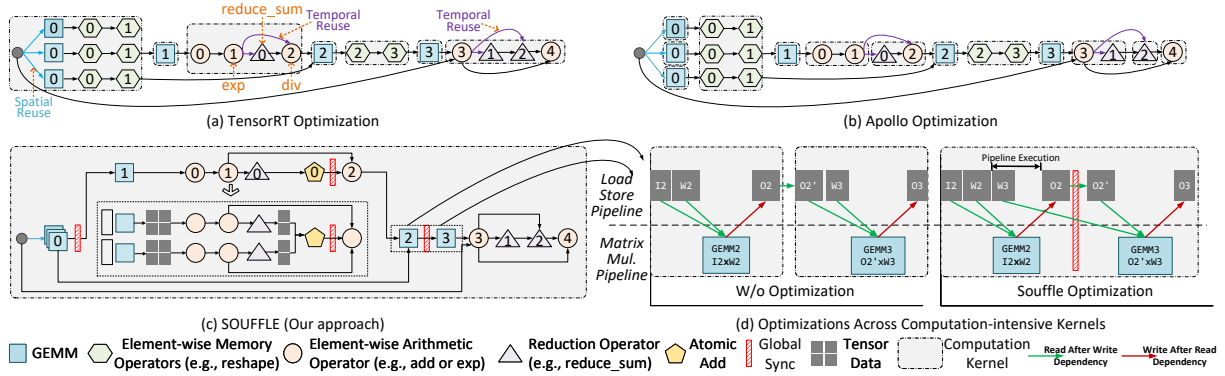 reduce_sum
Temporal
Reuse
Temporal
Reuse
0 0 1
0 0 1
0 0 1
1
0 1 0 2
2
2 3
3
3 1 2 4
Spatial
Reuse
exp
div
(a) TensorRT Optimization
0 0 1
0 0 1
0 0 1
1
0 1 0 2
2
2 3
3
3 1 2 4
(b) Apollo Optimization
1 0 1 0 0 2
0
2 3 3 1 2 4
(c) SOUFFLE (Our approach)
Load
Store
Pipeline
Matrix
Mul.
Pipeline
I2 W2 O2 O2' W3 O3
GEMM2
I2xW2
GEMM3
O2'xW3
W/o Optimization
Pipeline Execution
I2 W2 W3 O2 O2' O3
GEMM2
I2xW2
GEMM3
O2'xW3
Souffle Optimization
(d) Optimizations Across Computation-intensive Kernels
GEMM
Element-wise Memory
Operators (e.g., reshape)
Element-wise Arithmetic
Operator (e.g., add or exp)
Reduction Operator
(e.g., reduce_sum)
Atomic
Add
Global
Sync
Tensor
Data
Computation
Kernel
Read After Write
Dependency
Write After Read
Dependency